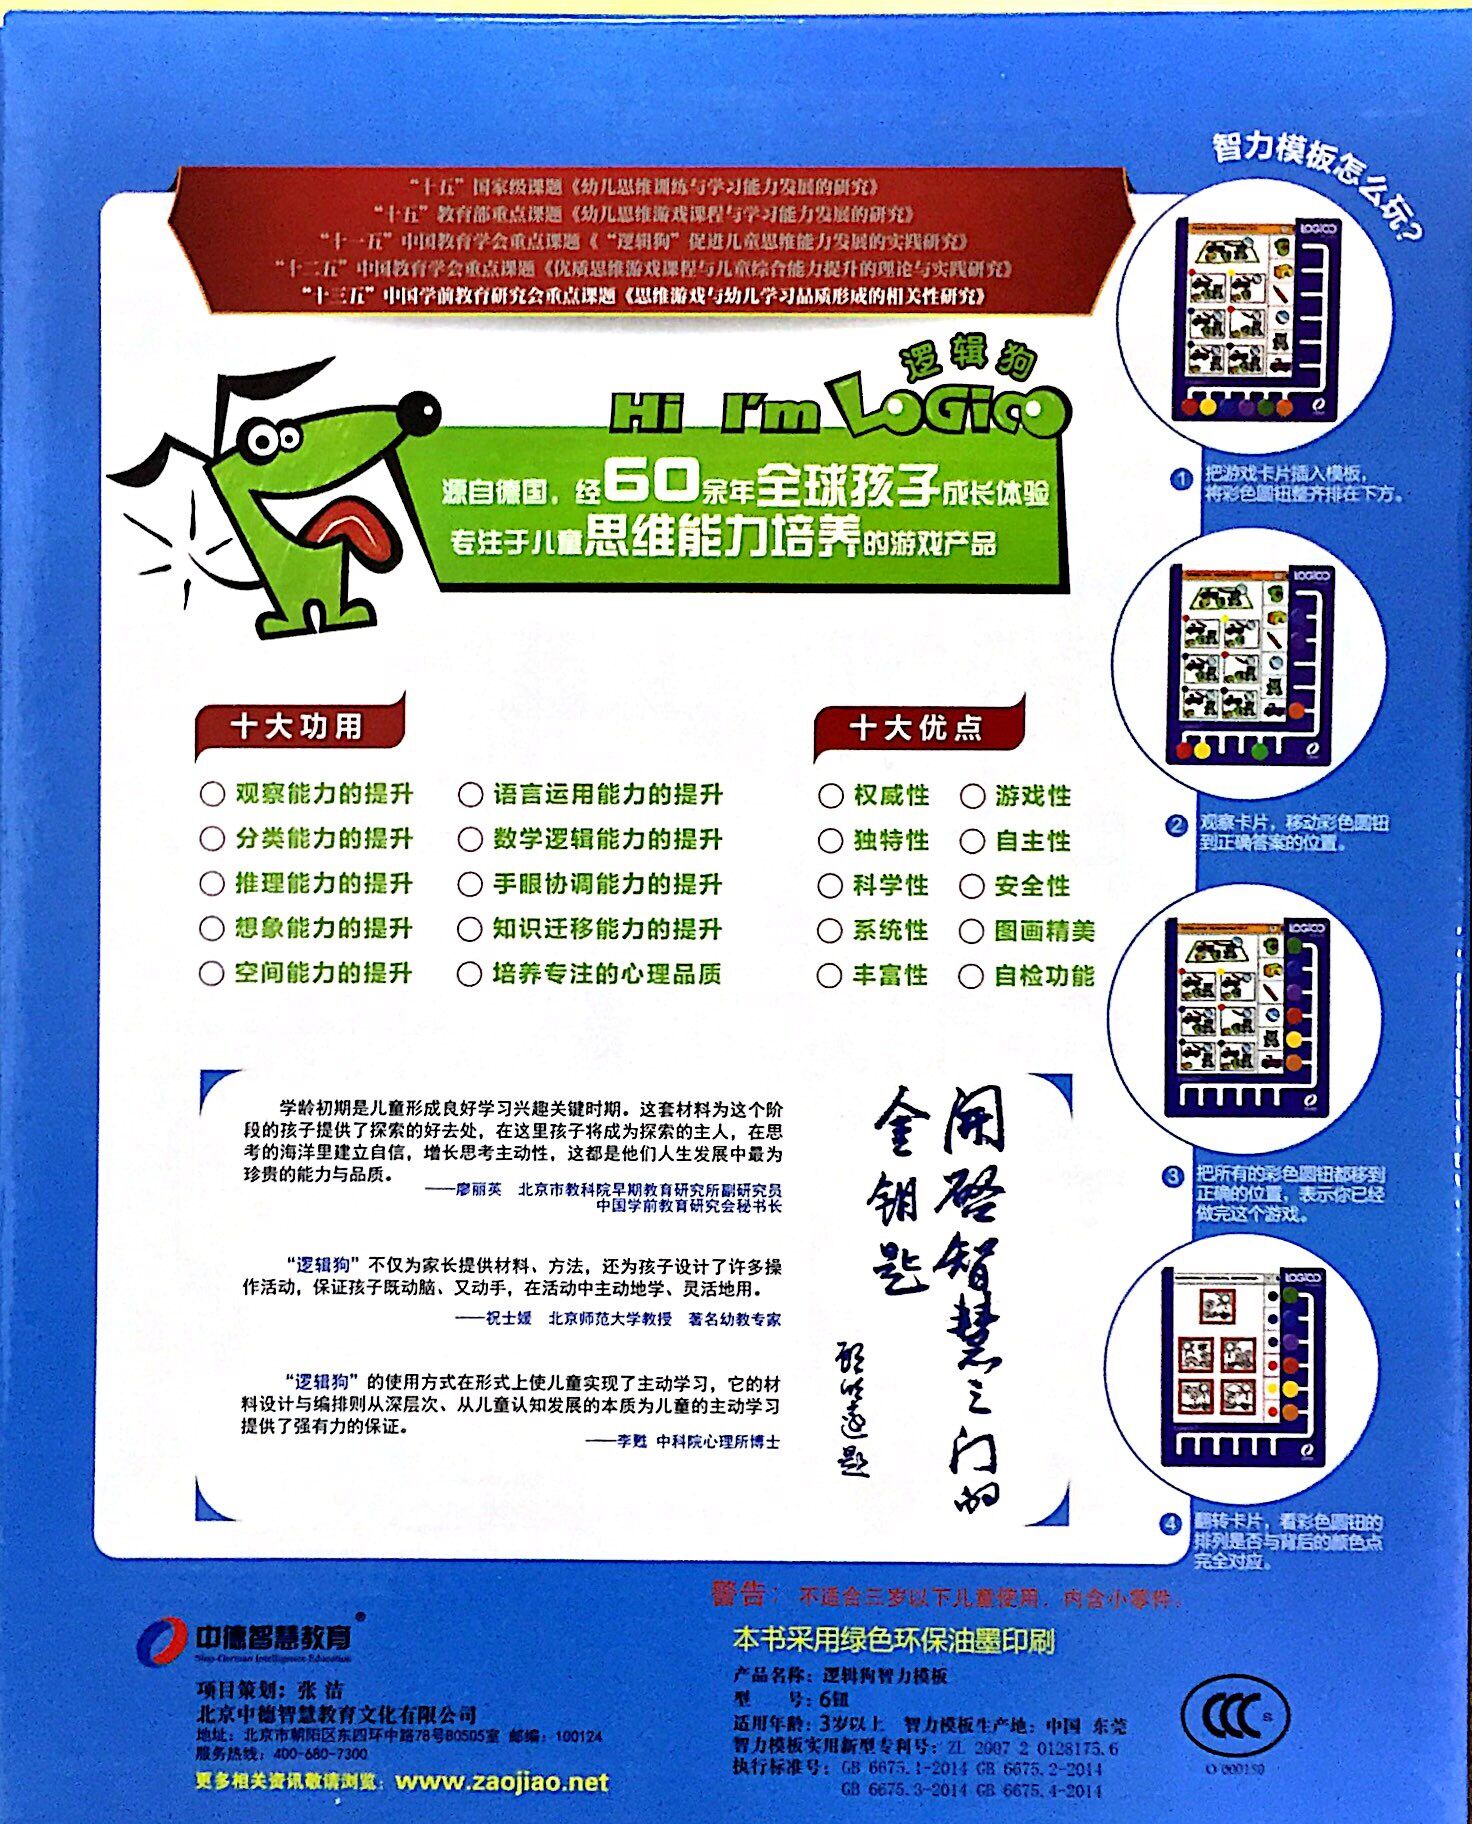 “十五”国家级课题《幼儿思维训练与学习能力发展的研究》
“十五”教育部重点课题《幼儿思维游戏课程与学习能力发展的研究》
“十一五”中国教育学会重点课题《“逻辑狗”促进儿童思维能力发展的实践研究》
“十二五”中国教育学会重点课题《优质思维游戏课程与儿童综合能力提升的理论与实践研究》
“十三五”中国学前教育研究会重点课题《思维游戏与幼儿学习品质形成的相关性研究》
逻辑狗
Hi I'm LOGICO
源自德国，经60余年全球孩子成长体验
专注于儿童思维能力培养的游戏产品
十大功用
观察能力的提升
分类能力的提升
推理能力的提升
想象能力的提升
空间能力的提升
语言运用能力的提升
数学逻辑能力的提升
手眼协调能力的提升
知识迁移能力的提升
培养专注的心理品质
十大优点
权威性
独特性
科学性
系统性
丰富性
游戏性
自主性
安全性
图画精美
自检功能
学龄初期是儿童形成良好学习兴趣关键时期。这套材料为这个阶
段的孩子提供了探索的好去处，在这里孩子将成为探索的主人，在思
考的海洋里建立自信，增长思考主动性，这都是他们人生发展中最为
珍贵的能力与品质。
——廖丽英 北京市教科院早期教育研究所副研究员
中国学前教育研究会秘书长
“逻辑狗”不仅为家长提供材料、方法，还为孩子设计了许多操
作活动，保证孩子既动脑、又动手，在活动中主动地学、灵活地用。
——祝士媛 北京师范大学教授 著名幼教专家
“逻辑狗”的使用方式在形式上使儿童实现了主动学习，它的材
料设计与编排则从深层次、从儿童认知发展的本质为儿童的主动学习
提供了强有力的保证。
——李甦 中科院心理所博士
开启智慧之门的
金钥匙
智力模板怎么玩？
LOGICO
1 把游戏卡片插入模板，
将彩色圆钮整齐排在下方。
LOGICO
2 观察卡片，移动彩色圆钮
到正确答案的位置。
LOGICO
3 把所有的彩色圆钮都移到
正确的位置，表示你已经
做完这个游戏。
LOGICO
4 翻转卡片，看彩色圆钮的
排列是否与背后的颜色点
完全对应。
警告：不适合三岁以下儿童使用，内含小零件。
本书采用绿色环保油墨印刷
产品名称：逻辑狗智力模板
型 号：6钮
适用年龄：3岁以上 智力模板生产地：中国 东莞
智力模板实用新型专利号：ZL 2007 2 0128175.6
执行标准号：GB 6675.1-2014 GB 6675.2-2014
GB 6675.3-2014 GB 6675.4-2014
CCC S
中德智慧教育®
Sino-German Intelligence Education
项目策划：张 洁
北京中德智慧教育文化有限公司
地址：北京市朝阳区东四环中路78号B0505室 邮编：100124
服务热线：400-680-7300
更多相关资讯敬请浏览：www.zaojiao.net